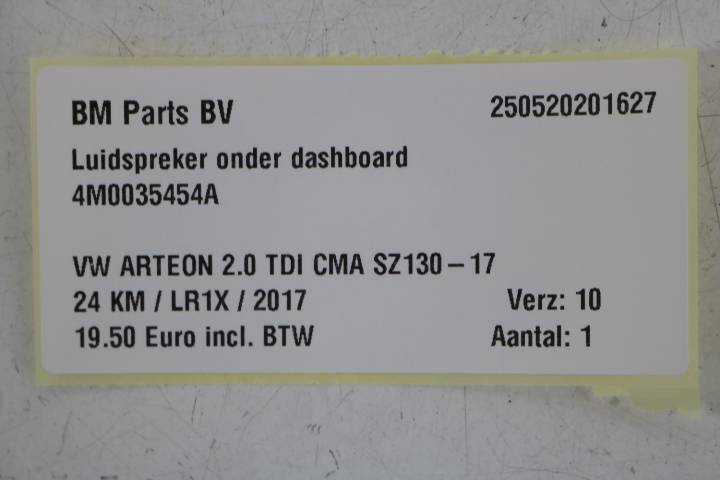 BM Parts BV 250520201627
Luidspreker onder dashboard
4M0035454A
VW ARTEON 2.0 TDI CMA SZ130-17
24 KM / LR1X / 2017 Verz: 10
19.50 Euro incl. BTW Aantal: 1